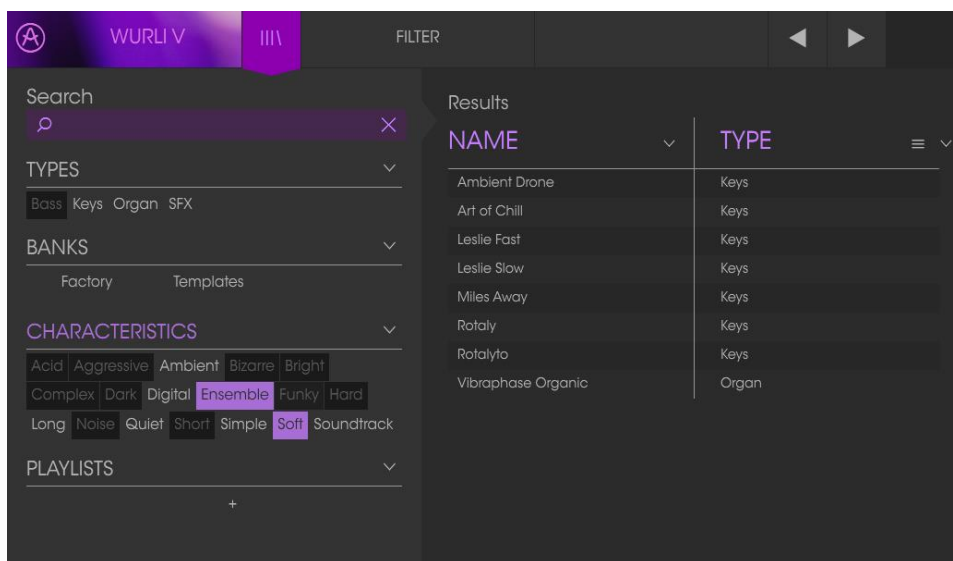 WURLI V
FILTER
Search
TYPES
Bass Keys Organ SFX
BANKS
Factory Templates
CHARACTERISTICS
Acid Aggressive Ambient Bizarre Bright
Complex Dark Digital Ensemble Funky Hard
Long Noise Quiet Short Simple Soft Soundtrack
PLAYLISTS
+
Results
NAME TYPE
Ambient Drone Keys
Art of Chill Keys
Leslie Fast Keys
Leslie Slow Keys
Miles Away Keys
Rotaly Keys
Rotalyto Keys
Vibraphase Organic Organ